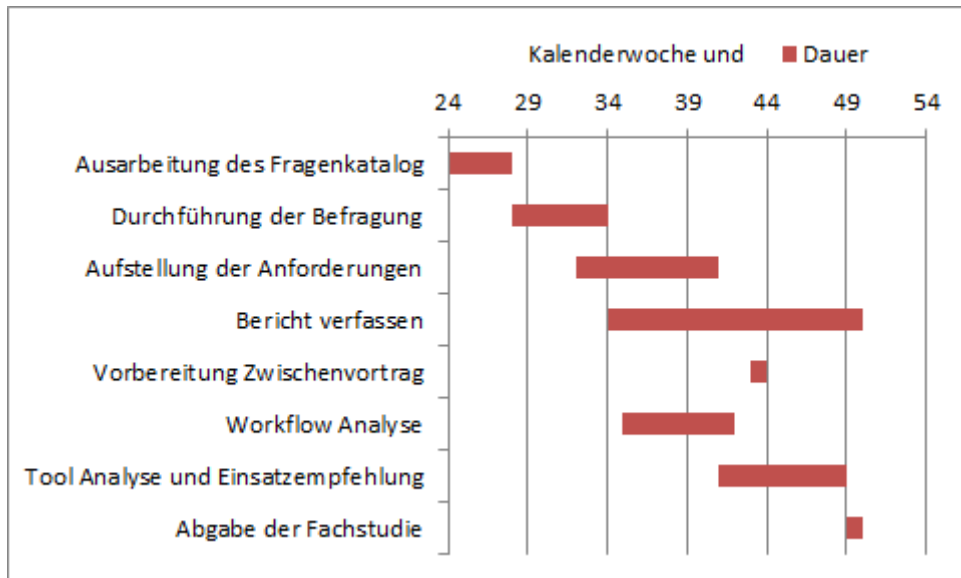 Kalenderwoche und Dauer
24 29 34 39 44 49 54
Ausarbeitung des Fragenkatalog
Durchführung der Befragung
Aufstellung der Anforderungen
Bericht verfassen
Vorbereitung Zwischenvortrag
Workflow Analyse
Tool Analyse und Einsatzempfehlung
Abgabe der Fachstudie